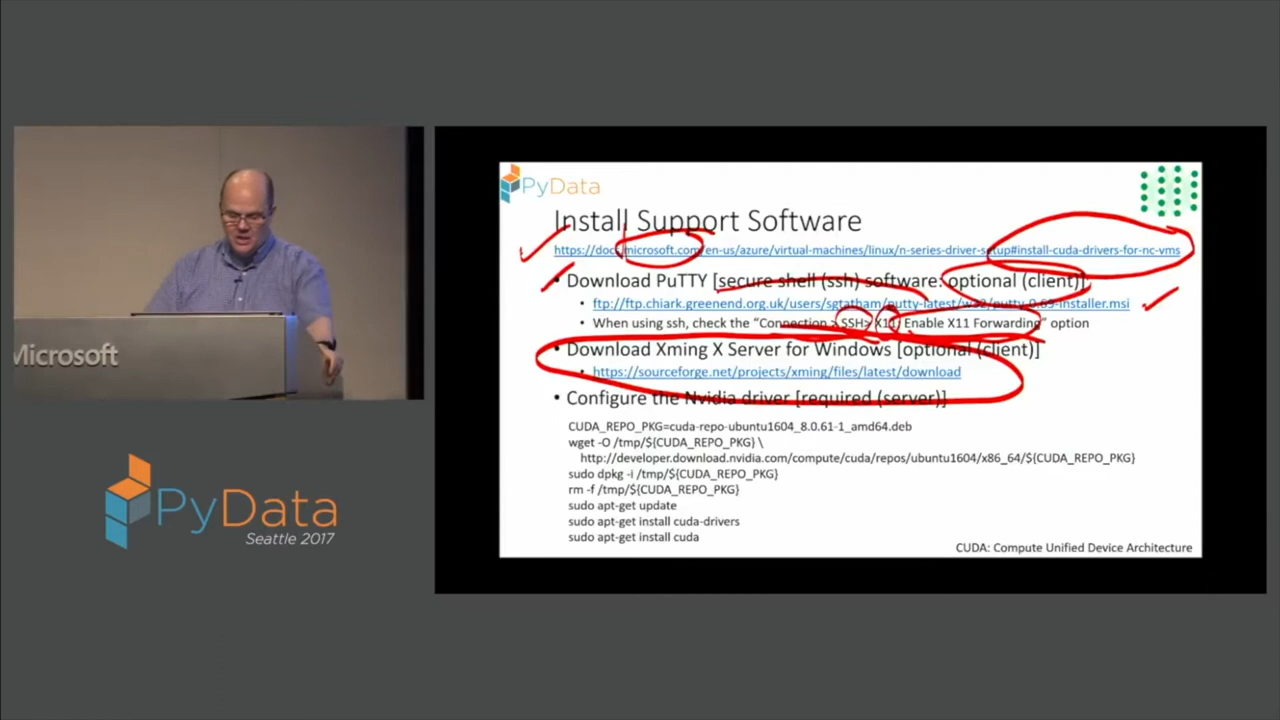 PyData
Install Support Software
https://docs.microsoft.com/en-us/azure/virtual-machines/linux/n-series-driver-setup#install-cuda-drivers-for-nc-vms
• Download PuTTY [secure shell (ssh) software: optional (client)]
• ftp://ftp.chiark.greenend.org.uk/users/sgtatham/putty-latest/w32/putty-0.69-installer.msi
• When using ssh, check the "Connection > SSH> X11/ Enable X11 Forwarding" option
• Download Xming X Server for Windows [optional (client)]
• https://sourceforge.net/projects/xming/files/latest/download
• Configure the Nvidia driver [required (server)]
CUDA_REPO_PKG=cuda-repo-ubuntu1604_8.0.61-1_amd64.deb
wget -O /tmp/${CUDA_REPO_PKG} \
http://developer.download.nvidia.com/compute/cuda/repos/ubuntu1604/x86_64/${CUDA_REPO_PKG}
sudo dpkg -i /tmp/${CUDA_REPO_PKG}
rm -f /tmp/${CUDA_REPO_PKG}
sudo apt-get update
sudo apt-get install cuda-drivers
sudo apt-get install cuda
CUDA: Compute Unified Device Architecture
Microsoft
PyData
Seattle 2017